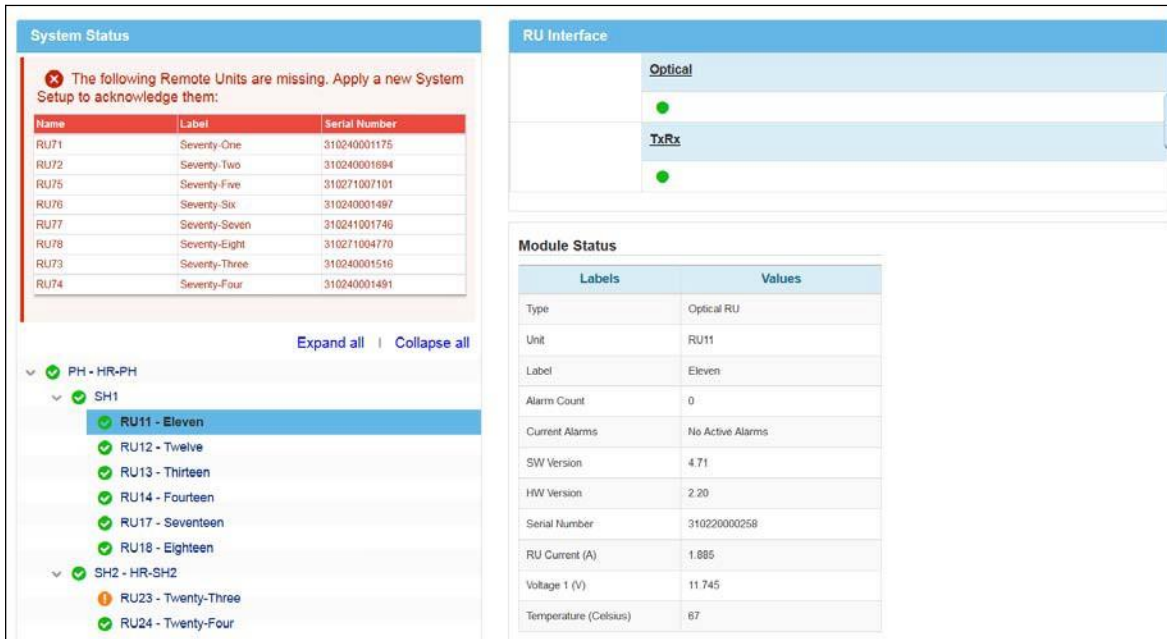 System Status
The following Remote Units are missing. Apply a new System
Setup to acknowledge them:
Name Label Serial Number
RU71 Seventy-One 310240001175
RU72 Seventy-Two 310240001694
RU75 Seventy-Five 310271007101
RU76 Seventy-Six 310240001497
RU77 Seventy-Seven 310241001746
RU78 Seventy-Eight 310271004770
RU73 Seventy-Three 310240001516
RU74 Seventy-Four 310240001491
Expand all | Collapse all
PH - HR-PH
SH1
RU11 - Eleven
RU12 - Twelve
RU13 - Thirteen
RU14 - Fourteen
RU17 - Seventeen
RU18 - Eighteen
SH2 - HR-SH2
RU23 - Twenty-Three
RU24 - Twenty-Four
RU Interface
Optical
TxRx
Module Status
Labels Values
Type Optical RU
Unit RU11
Label Eleven
Alarm Count 0
Current Alarms No Active Alarms
SW Version 4.71
HW Version 2.20
Serial Number 310220000258
RU Current (A) 1.885
Voltage 1 (V) 11.745
Temperature (Celsius) 67